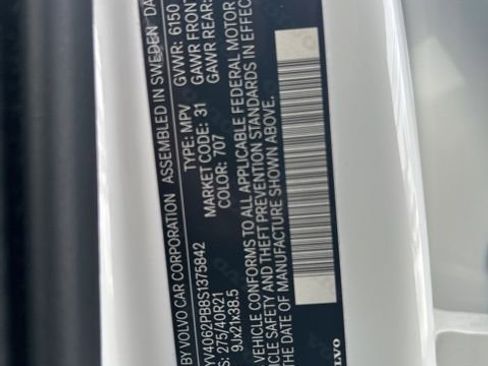 BY VOLVO CAR CORPORATION ASSEMBLED IN SWEDEN DA
GVWR: 6150
GAWR FRONT
GAWR REAR:
TYPE: MPV
MARKET CODE: 31
COLOR: 707
YV4062PB8S1375842
S: 275/40R21
9Jx21x38.5
VEHICLE CONFORMS TO ALL APPLICABLE FEDERAL MOTOR
VEHICLE SAFETY AND THEFT PREVENTION STANDARDS IN EFFECT
THE DATE OF MANUFACTURE SHOWN ABOVE.
VOLVO